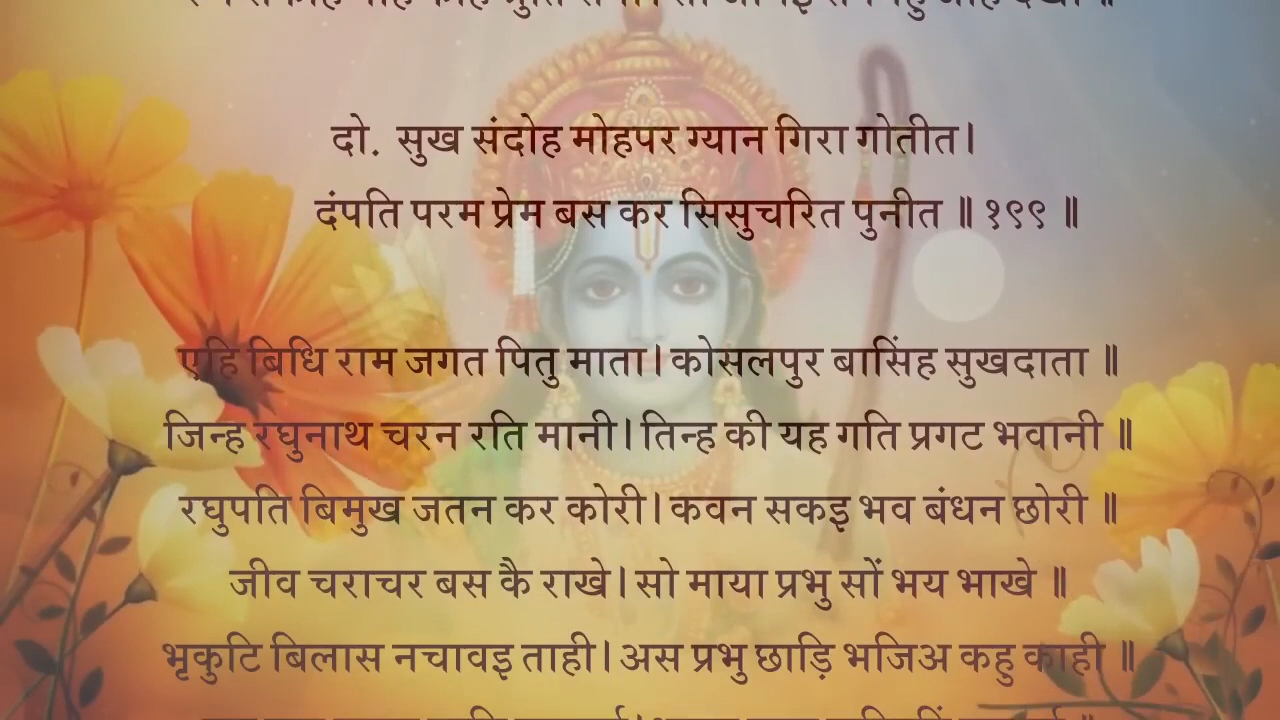 दो. सुख संदोह मोहपर ग्यान गिरा गोतीत।
दंपति परम प्रेम बस कर सिसुचरित पुनीत ॥ १९९ ॥
एहि बिधि राम जगत पितु माता। कोसलपुर बासिंह सुखदाता ॥
जिन्ह रघुनाथ चरन रति मानी। तिन्ह की यह गति प्रगट भवानी ॥
रघुपति बिमुख जतन कर कोरी। कवन सकइ भव बंधन छोरी ॥
जीव चराचर बस कै राखे। सो माया प्रभु सों भय भाखे ॥
भृकुटि बिलास नचावइ ताही। अस प्रभु छाड़ि भजिअ कहु काही ॥